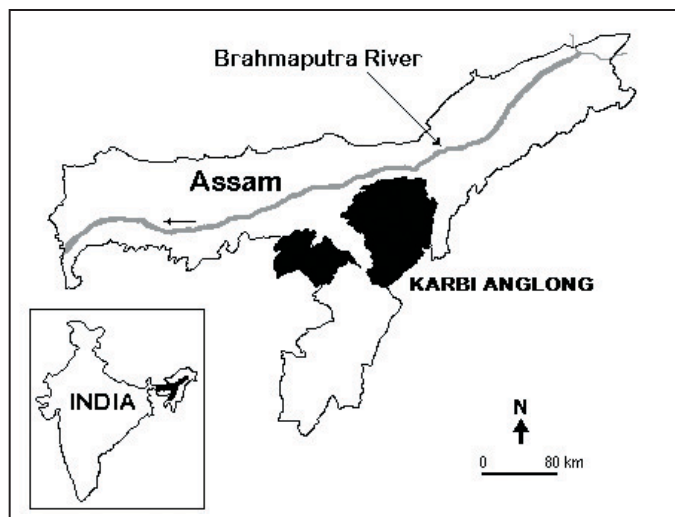 Brahmaputra River
Assam
KARBI ANGLONG
INDIA
N
0 80 km